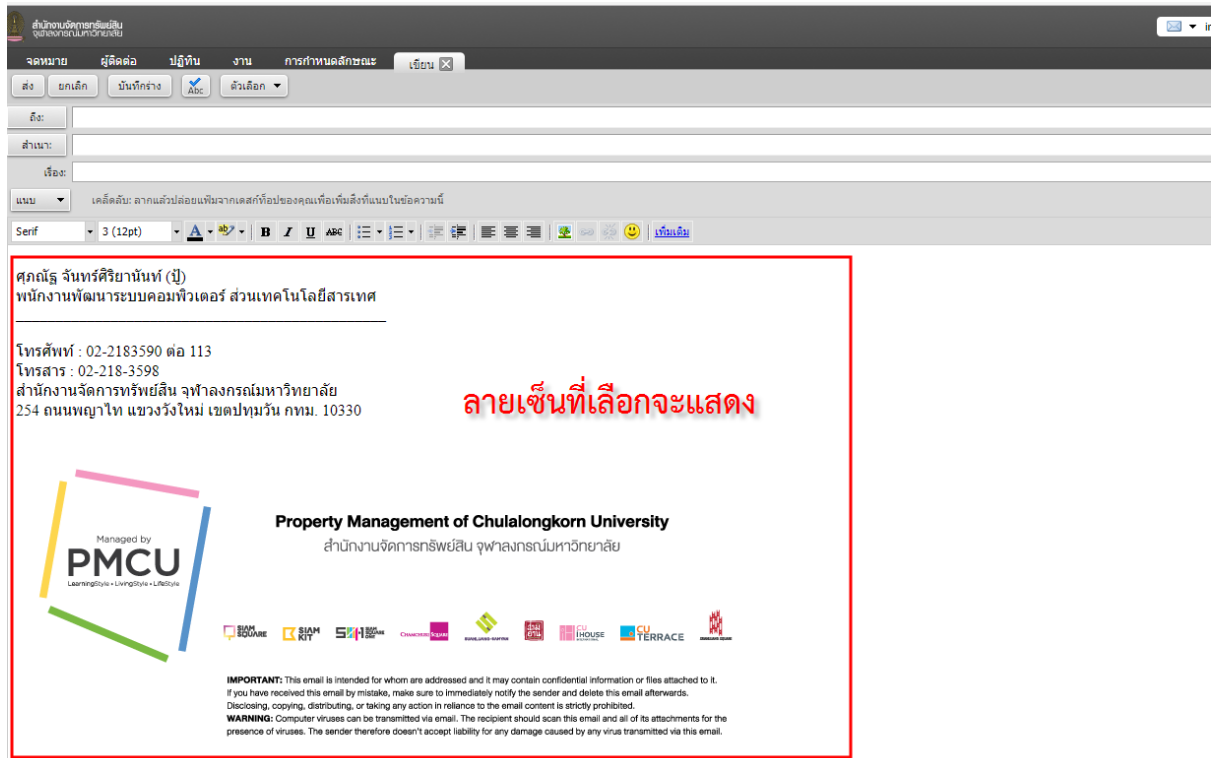 สำนักงานจัดการทรัพย์สิน
จุฬาลงกรณ์มหาวิทยาลัย
จดหมาย ผู้ติดต่อ ปฏิทิน งาน การกำหนดลักษณะ เขียน
ส่ง ยกเลิก บันทึกร่าง Abc ตัวเลือก
ถึง:
สำเนา:
เรื่อง:
แนบ เคล็ดลับ: ลากแล้วปล่อยแฟ้มจากเดสก์ท็อปของคุณเพื่อเพิ่มสิ่งที่แนบในข้อความนี้
Serif 3 (12pt) A ab B I U ABC เพิ่มเติม
ศุภณัฐ จันทร์ศิริยานันท์ (ปู้)
พนักงานพัฒนาระบบคอมพิวเตอร์ ส่วนเทคโนโลยีสารเทศ
โทรศัพท์ : 02-2183590 ต่อ 113
โทรสาร : 02-218-3598
สำนักงานจัดการทรัพย์สิน จุฬาลงกรณ์มหาวิทยาลัย
254 ถนนพญาไท แขวงวังใหม่ เขตปทุมวัน กทม. 10330
ลายเซ็นที่เลือกจะแสดง
Managed by
PMCU
LearningStyle • LivingStyle • LifeStyle
Property Management of Chulalongkorn University
สำนักงานจัดการทรัพย์สิน จุฬาลงกรณ์มหาวิทยาลัย
SIAM SQUARE
SIAM KIT
SIAM SQUARE ONE
CHAMCHURI SQUARE
สวน หลวง
CU iHOUSE
CU TERRACE
IMPORTANT: This email is intended for whom are addressed and it may contain confidential information or files attached to it.
If you have received this email by mistake, make sure to immediately notify the sender and delete this email afterwards.
Disclosing, copying, distributing, or taking any action in reliance to the email content is strictly prohibited.
WARNING: Computer viruses can be transmitted via email. The recipient should scan this email and all of its attachments for the
presence of viruses. The sender therefore doesn't accept liability for any damage caused by any virus transmitted via this email.